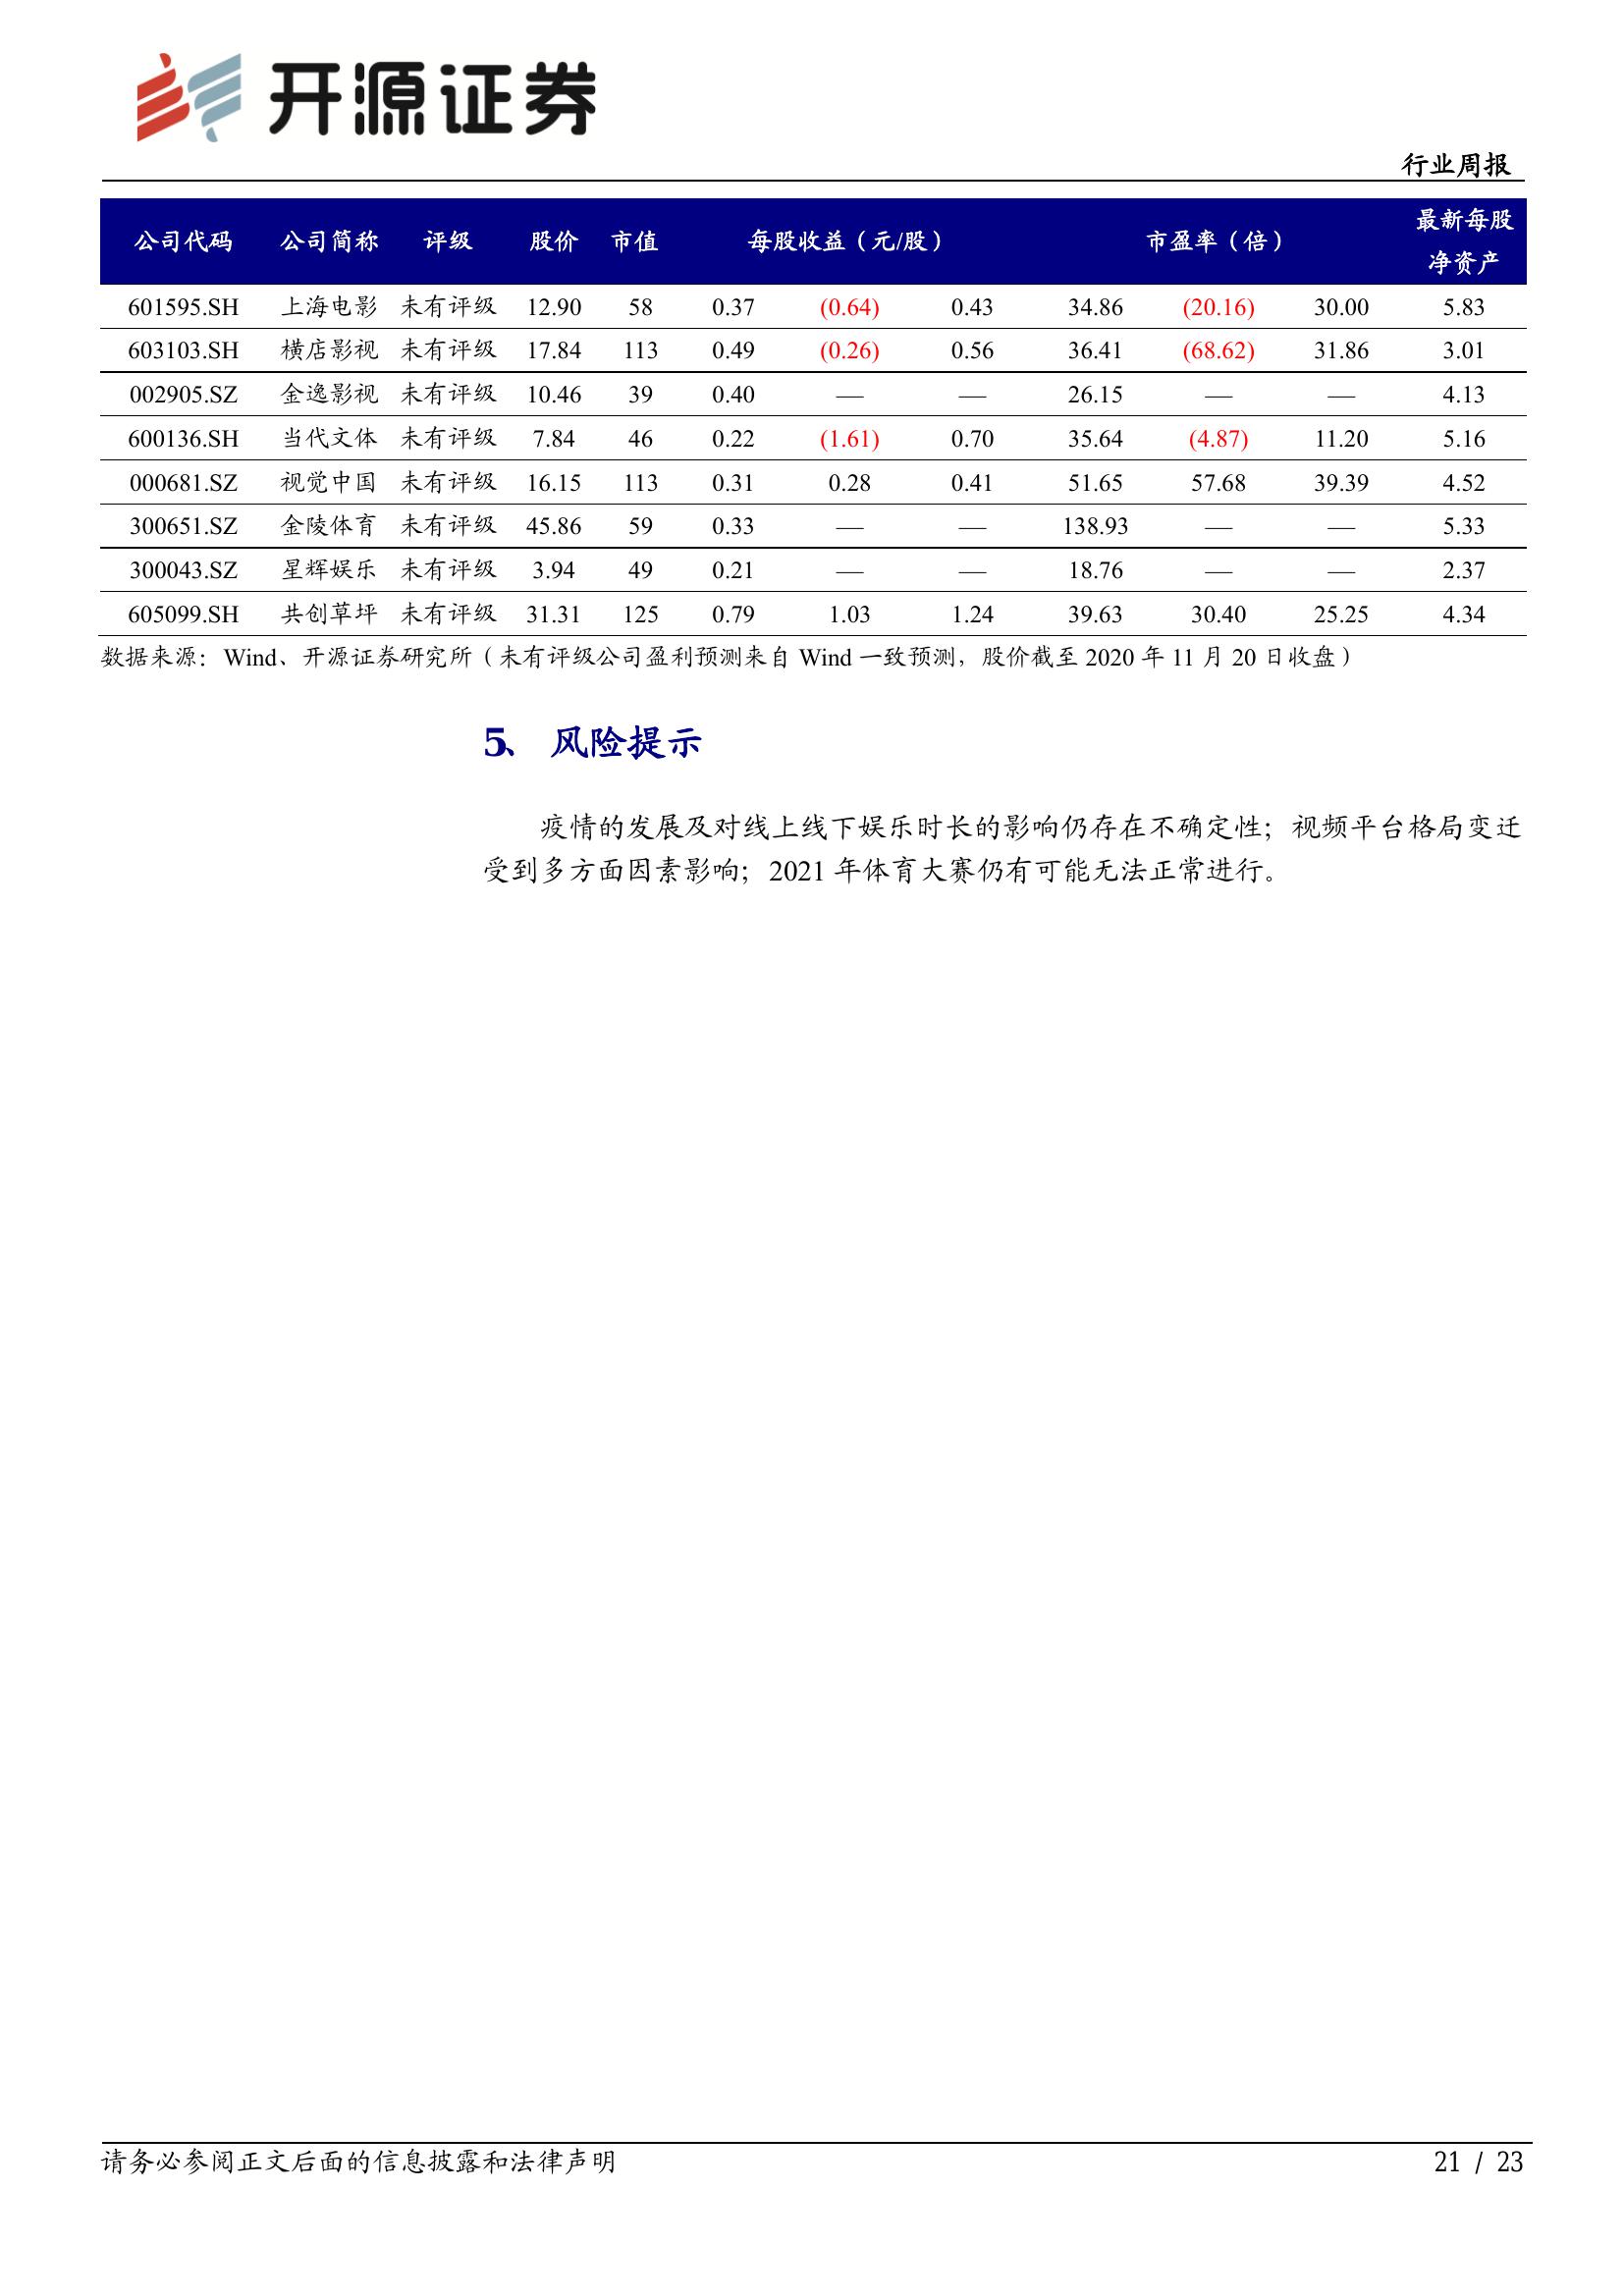 开源证券
行业周报
公司代码 公司简称 评级 股价 市值 每股收益（元/股） 市盈率（倍） 最新每股
净资产
601595.SH 上海电影 未有评级 12.90 58 0.37 (0.64) 0.43 34.86 (20.16) 30.00 5.83
603103.SH 横店影视 未有评级 17.84 113 0.49 (0.26) 0.56 36.41 (68.62) 31.86 3.01
002905.SZ 金逸影视 未有评级 10.46 39 0.40 — — 26.15 — — 4.13
600136.SH 当代文体 未有评级 7.84 46 0.22 (1.61) 0.70 35.64 (4.87) 11.20 5.16
000681.SZ 视觉中国 未有评级 16.15 113 0.31 0.28 0.41 51.65 57.68 39.39 4.52
300651.SZ 金陵体育 未有评级 45.86 59 0.33 — — 138.93 — — 5.33
300043.SZ 星辉娱乐 未有评级 3.94 49 0.21 — — 18.76 — — 2.37
605099.SH 共创草坪 未有评级 31.31 125 0.79 1.03 1.24 39.63 30.40 25.25 4.34
数据来源：Wind、开源证券研究所（未有评级公司盈利预测来自 Wind 一致预测，股价截至 2020 年 11 月 20 日收盘）
5、 风险提示
疫情的发展及对线上线下娱乐时长的影响仍存在不确定性；视频平台格局变迁
受到多方面因素影响；2021 年体育大赛仍有可能无法正常进行。
请务必参阅正文后面的信息披露和法律声明 21 / 23